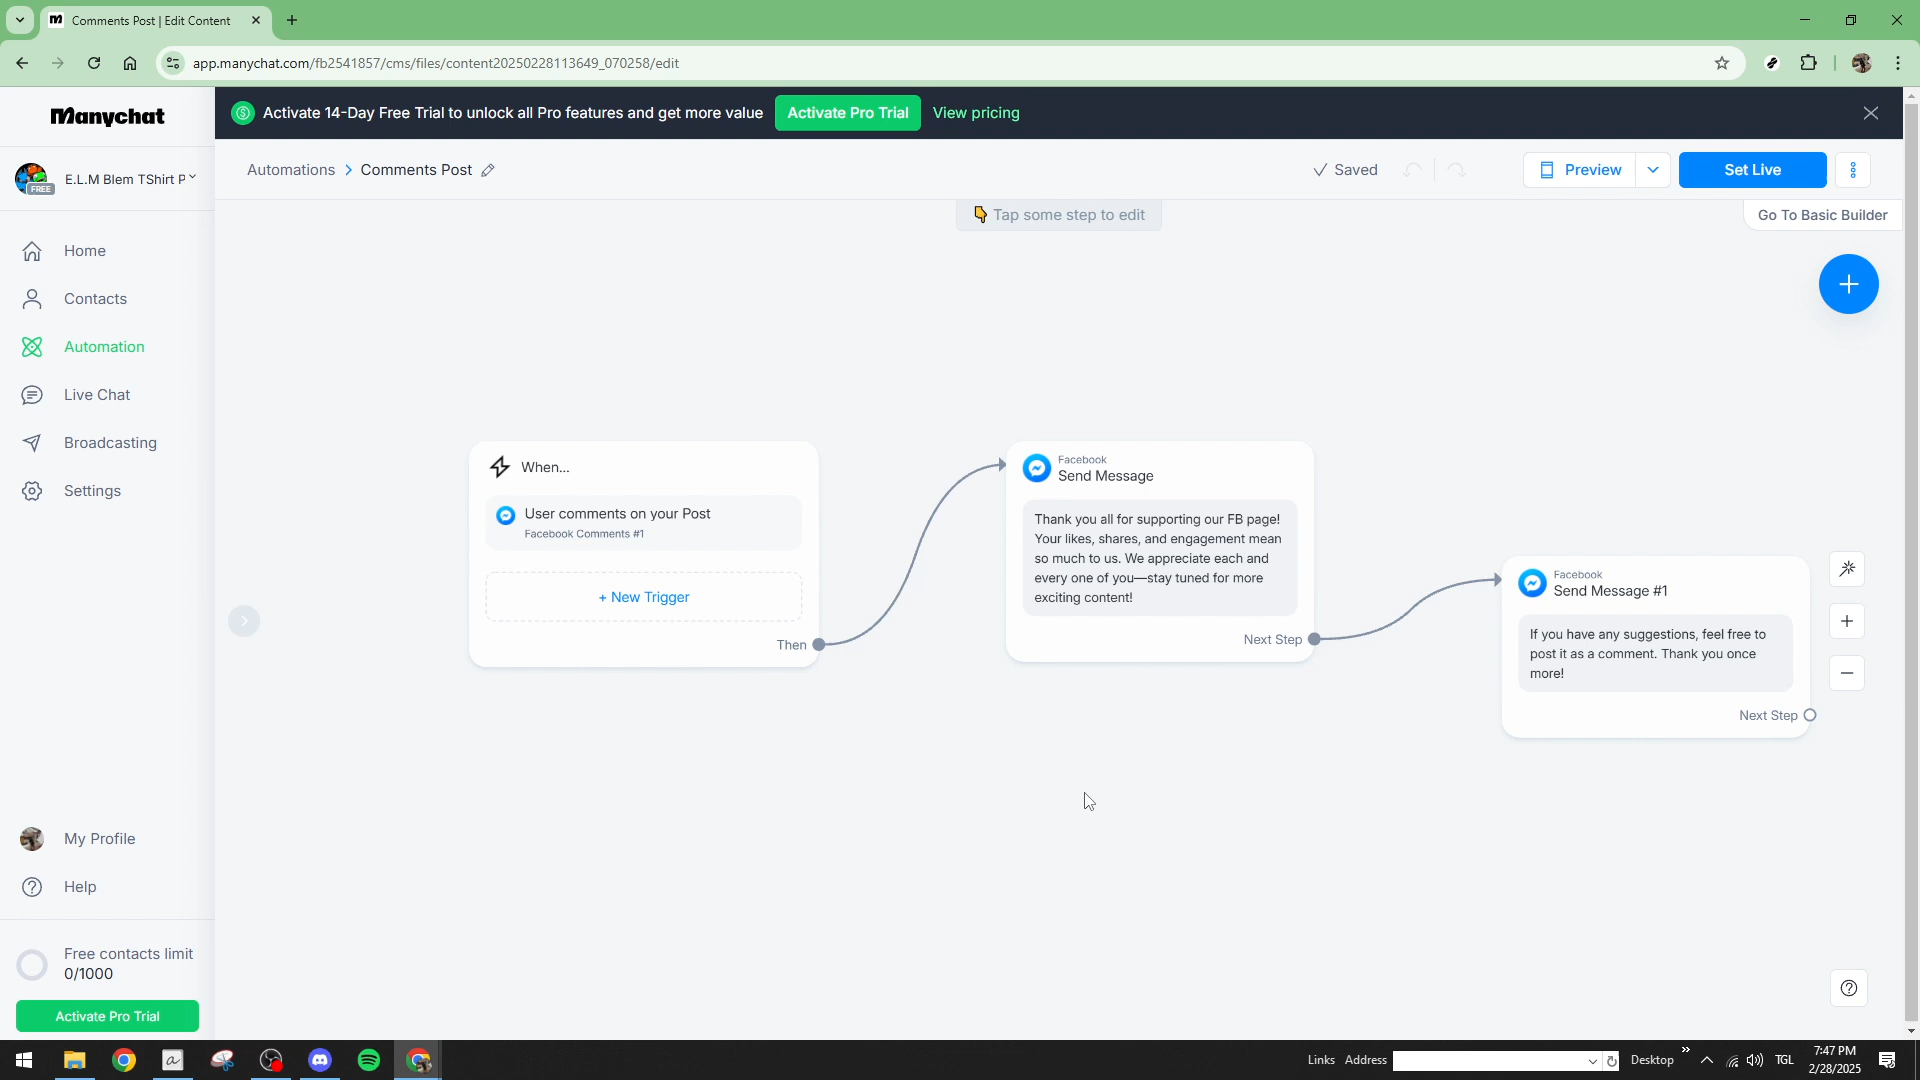 Comments Post | Edit Content
app.manychat.com/fb2541857/cms/files/content20250228113649_070258/edit
Manychat
Activate 14-Day Free Trial to unlock all Pro features and get more value
Activate Pro Trial
View pricing
E.L.M Blem TShirt P
FREE
Automations > Comments Post
Saved
Preview
Set Live
👇 Tap some step to edit
Go To Basic Builder
Home
Contacts
Automation
Live Chat
Broadcasting
Settings
When...
User comments on your Post
Facebook Comments #1
+ New Trigger
Then
Facebook
Send Message
Thank you all for supporting our FB page!
Your likes, shares, and engagement mean
so much to us. We appreciate each and
every one of you—stay tuned for more
exciting content!
Next Step
Facebook
Send Message #1
If you have any suggestions, feel free to
post it as a comment. Thank you once
more!
Next Step
My Profile
Help
Free contacts limit
0/1000
Activate Pro Trial
Links
Address
Desktop
TGL
7:47 PM
2/28/2025